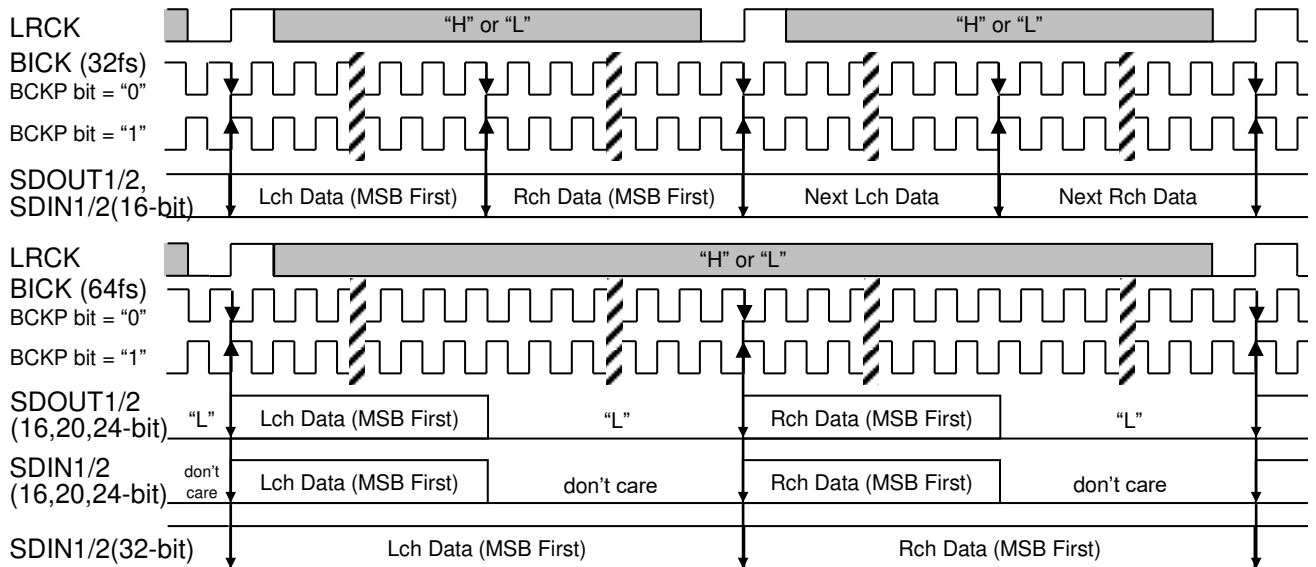 LRCK “H” or “L” “H” or “L”
BICK (32fs)
BCKP bit = “0”
BCKP bit = “1”
SDOUT1/2,
SDIN1/2(16-bit) Lch Data (MSB First) Rch Data (MSB First) Next Lch Data Next Rch Data
LRCK “H” or “L”
BICK (64fs)
BCKP bit = “0”
BCKP bit = “1”
SDOUT1/2
(16,20,24-bit) “L” Lch Data (MSB First) “L” Rch Data (MSB First) “L”
SDIN1/2
(16,20,24-bit) don’t care Lch Data (MSB First) don’t care Rch Data (MSB First) don’t care
SDIN1/2(32-bit) Lch Data (MSB First) Rch Data (MSB First)